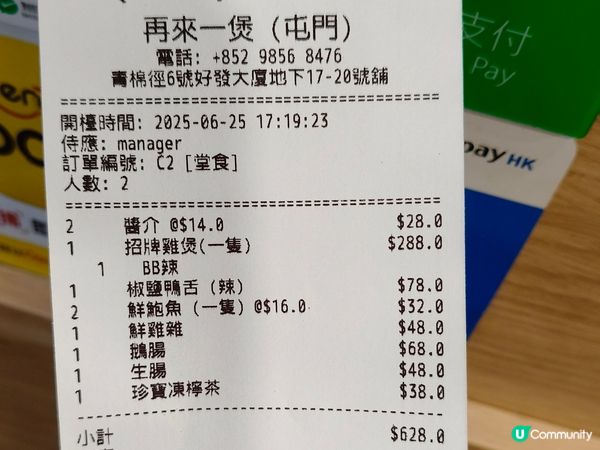 再來一煲 (屯門)
電話: +852 9856 8476
青棉徑6號好發大廈地下17-20號舖
開檯時間: 2025-06-25 17:19:23
侍應: manager
訂單編號: C2 [堂食]
人數: 2
2 醬介 @$14.0 $28.0
1 招牌雞煲(一隻) $288.0
1 BB辣
1 椒鹽鴨舌 (辣) $78.0
2 鮮鮑魚 (一隻) @$16.0 $32.0
1 鮮雞雜 $48.0
1 鵝腸 $68.0
1 生腸 $48.0
1 珍寶凍檸茶 $38.0
小計 $628.0
支付
Pay
pay HK
U Community